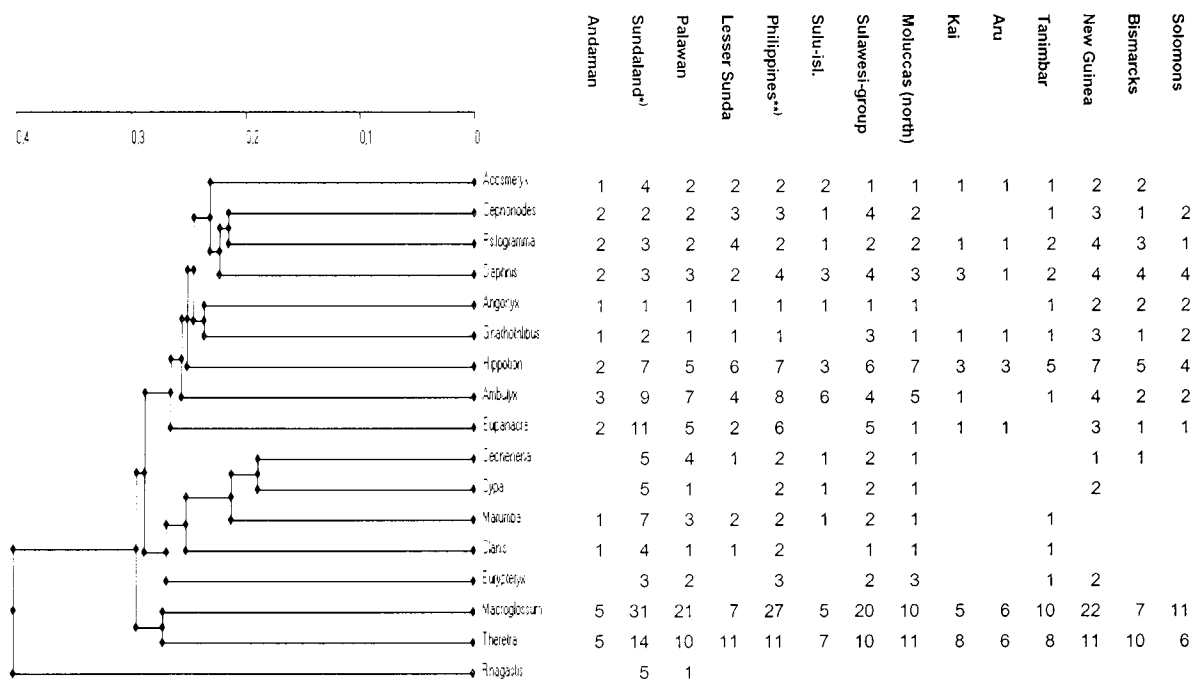 Andaman
Sundaland*)
Palawan
Lesser Sunda
Philippines**)
Sulu-isl.
Sulawesi-group
Moluccas (north)
Kai
Aru
Tanimbar
New Guinea
Bismarcks
Solomons
0,4 0,3 0,2 0,1 0
Acosmeryx 1 4 2 2 2 2 1 1 1 1 1 2 2
Cephonodes 2 2 2 3 3 1 4 2 1 3 1 2
Psilogramma 2 3 2 4 2 1 2 2 1 1 2 4 3 1
Daphnis 2 3 3 2 4 3 4 3 3 1 2 4 4 4
Angonyx 1 1 1 1 1 1 1 1 1 2 2 2
Gnathothlibus 1 2 1 1 1 3 1 1 1 1 3 1 2
Hippotion 2 7 5 6 7 3 6 7 3 3 5 7 5 4
Ambulyx 3 9 7 4 8 6 4 5 1 1 4 2 2
Eupanacra 2 11 5 2 6 5 1 1 1 3 1 1
Cechenena 5 4 1 2 1 2 1 1 1
Cypa 5 1 2 1 2 1 2
Marumba 1 7 3 2 2 1 2 1 1
Clanis 1 4 1 1 2 1 1 1
Eurypteryx 3 2 3 2 3 1 2
Macroglossum 5 31 21 7 27 5 20 10 5 6 10 22 7 11
Theretra 5 14 10 11 11 7 10 11 8 6 8 11 10 6
Rhagastis 5 1